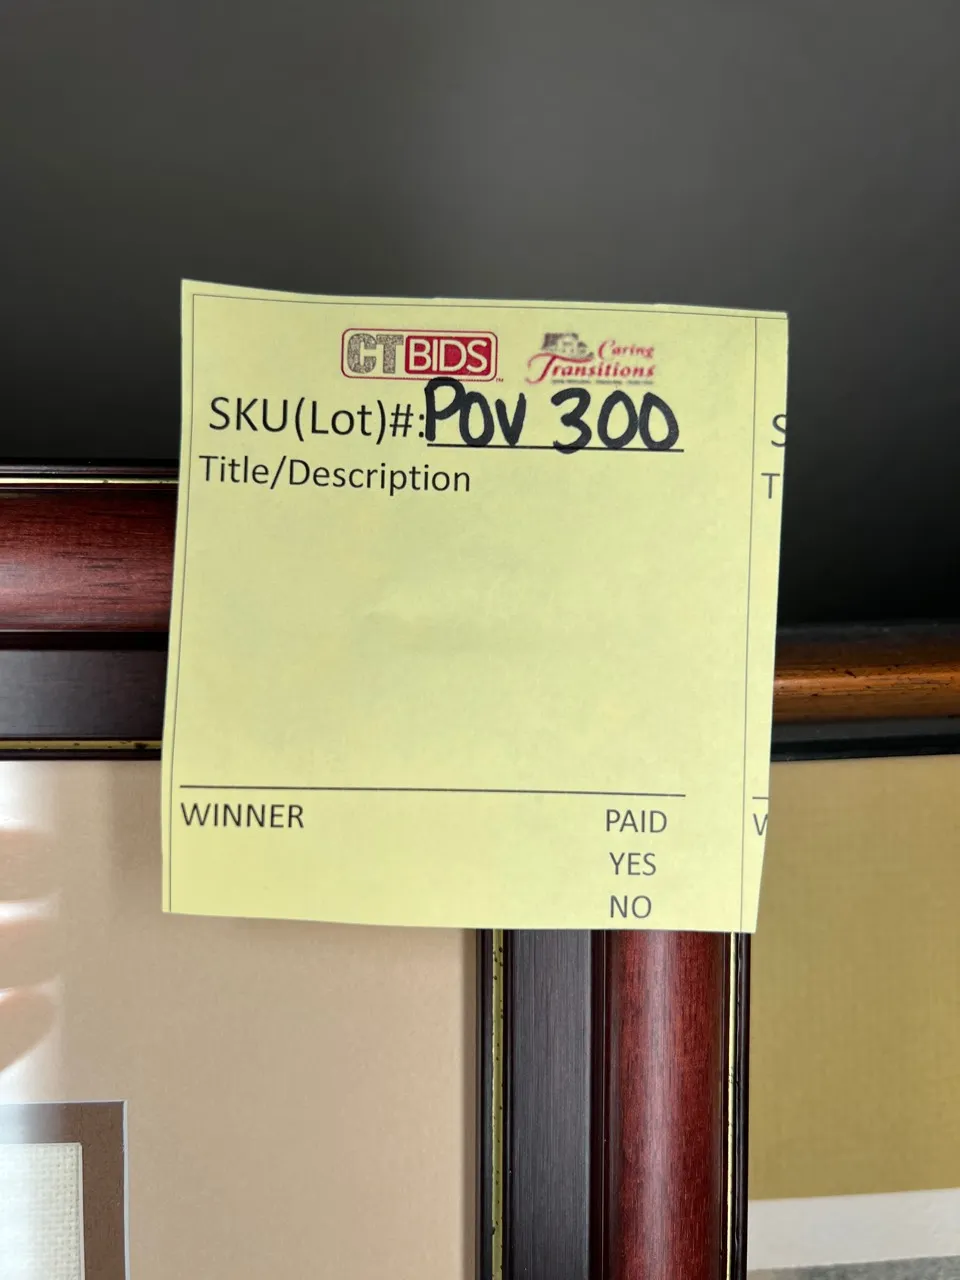 CTBIDS
Caring
Transitions
SKU(Lot)#: POV 300
Title/Description
WINNER
PAID
YES
NO
S
T